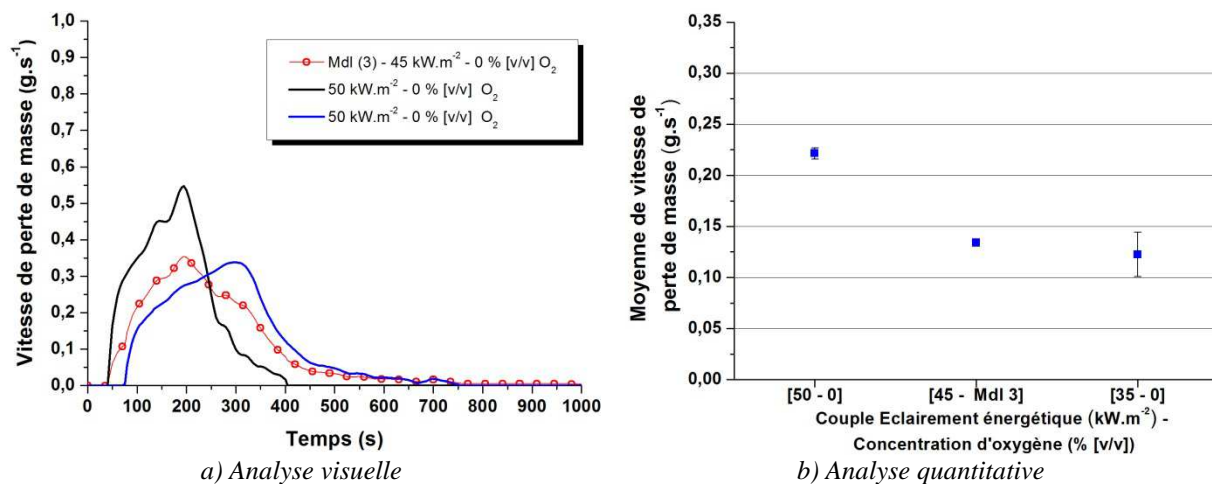 Vitesse de perte de masse (g.s⁻¹)
1,0
0,9
0,8
0,7
0,6
0,5
0,4
0,3
0,2
0,1
0,0
Mdl (3) - 45 kW.m⁻² - 0 % [v/v] O₂
50 kW.m⁻² - 0 % [v/v] O₂
50 kW.m⁻² - 0 % [v/v] O₂
0 100 200 300 400 500 600 700 800 900 1000
Temps (s)
a) Analyse visuelle
Moyenne de vitesse de
perte de masse (g.s⁻¹)
0,35
0,30
0,25
0,20
0,15
0,10
0,05
0,00
[50 - 0] [45 - Mdl 3] [35 - 0]
Couple Eclairement énergétique (kW.m⁻²) -
Concentration d'oxygène (% [v/v])
b) Analyse quantitative